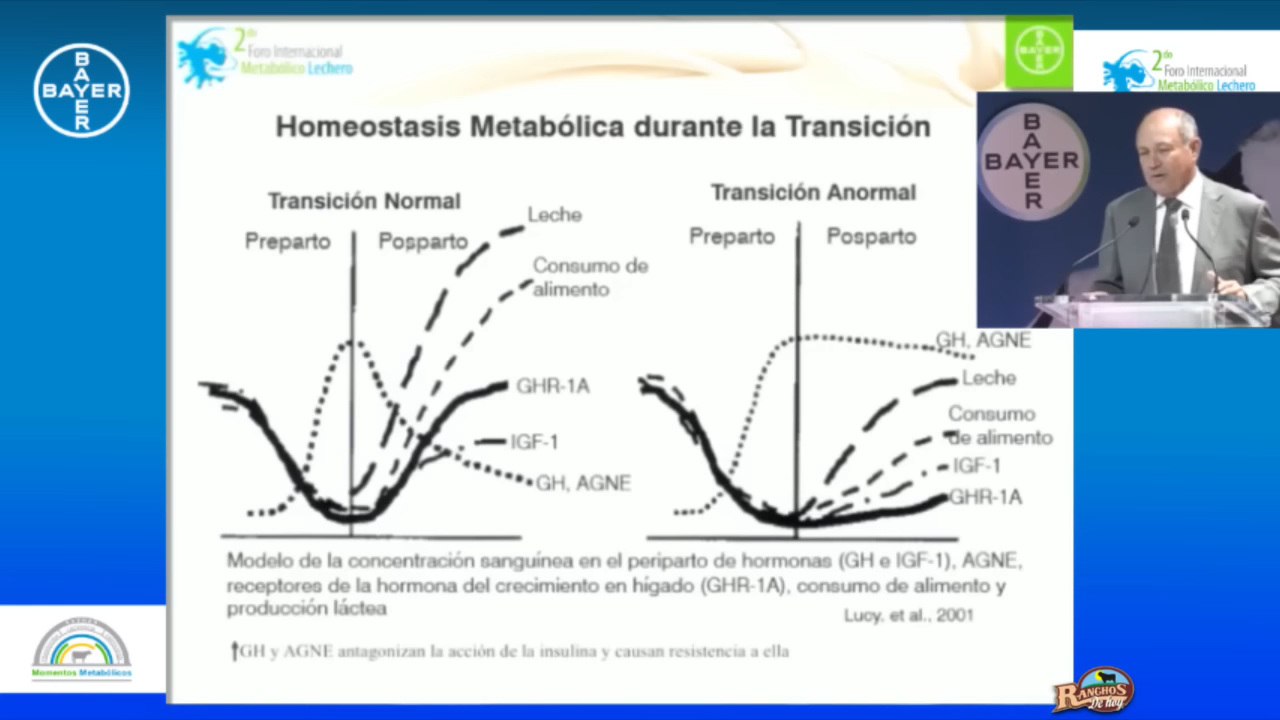 BAYER
BAYER
2do
Foro Internacional
Metabólico Lechero
BAYER
BAYER
2do
Foro Internacional
Metabólico Lechero
BAYER
BAYER
Homeostasis Metabólica durante la Transición
Transición Normal
Preparto
Posparto
Leche
Consumo de
alimento
GHR-1A
IGF-1
GH, AGNE
Transición Anormal
Preparto
Posparto
GH, AGNE
Leche
Consumo
de alimento
IGF-1
GHR-1A
Modelo de la concentración sanguínea en el periparto de hormonas (GH e IGF-1), AGNE,
receptores de la hormona del crecimiento en hígado (GHR-1A), consumo de alimento y
producción láctea
Lucy. et al., 2001
↑GH y AGNE antagonizan la acción de la insulina y causan resistencia a ella
Momentos Metabólicos
RANCHOS
De hoy